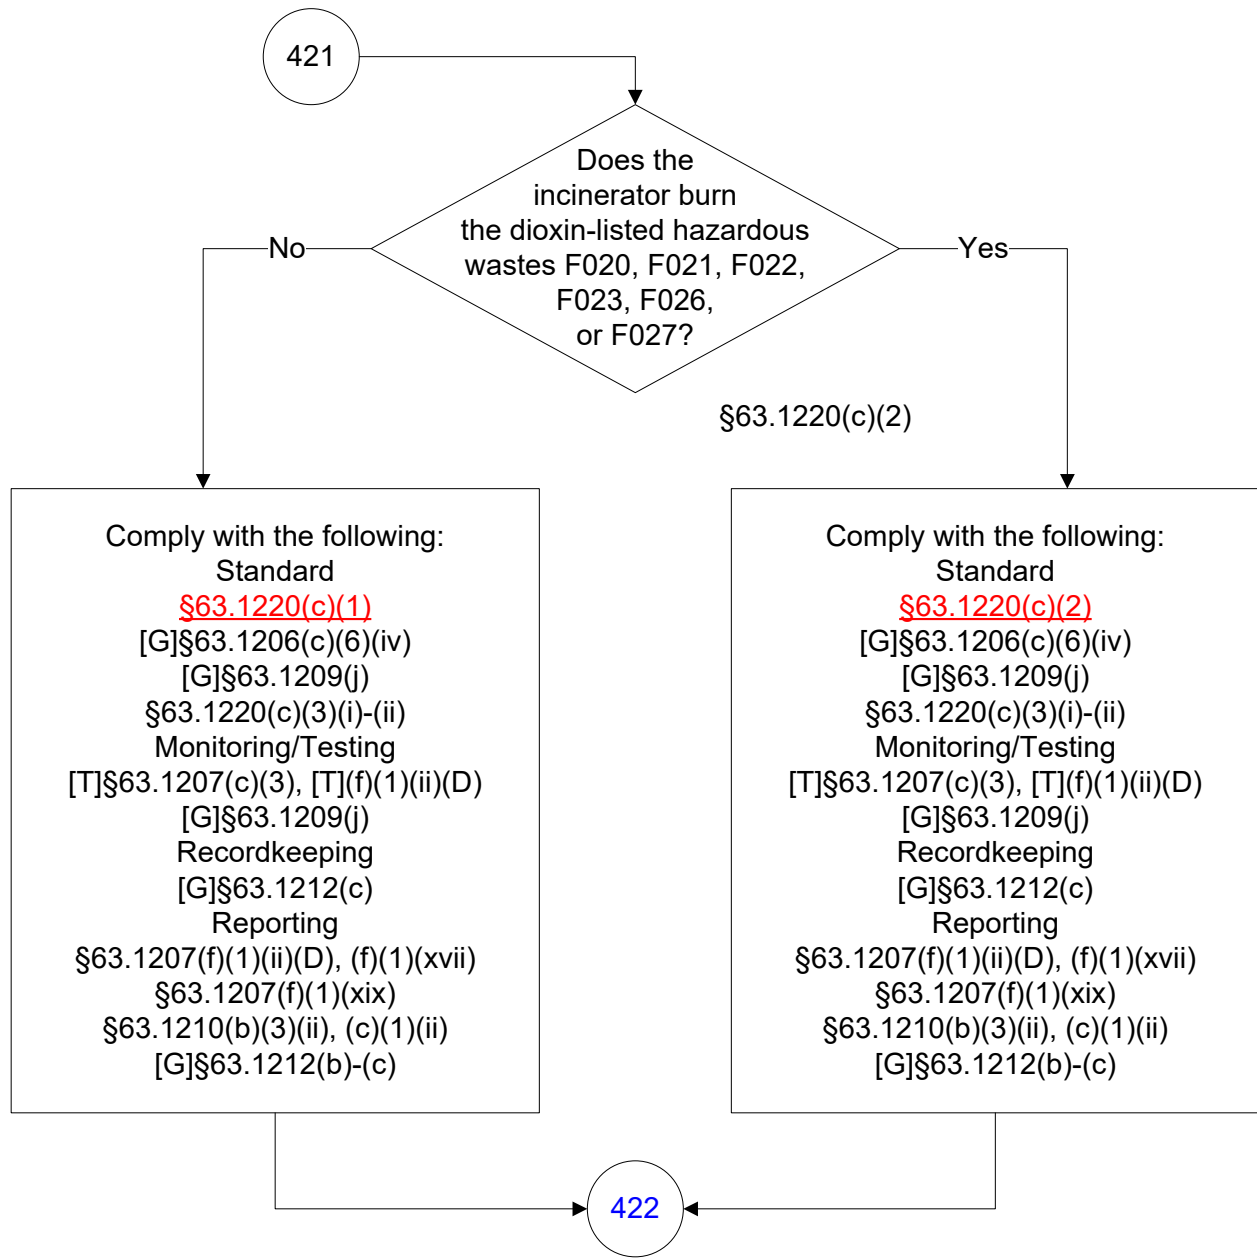 421
Does the
incinerator burn
the dioxin-listed hazardous
wastes F020, F021, F022,
F023, F026,
or F027?
No
Yes
§63.1220(c)(2)
Comply with the following:
Standard
§63.1220(c)(1)
[G]§63.1206(c)(6)(iv)
[G]§63.1209(j)
§63.1220(c)(3)(i)-(ii)
Monitoring/Testing
[T]§63.1207(c)(3), [T](f)(1)(ii)(D)
[G]§63.1209(j)
Recordkeeping
[G]§63.1212(c)
Reporting
§63.1207(f)(1)(ii)(D), (f)(1)(xvii)
§63.1207(f)(1)(xix)
§63.1210(b)(3)(ii), (c)(1)(ii)
[G]§63.1212(b)-(c)
Comply with the following:
Standard
§63.1220(c)(2)
[G]§63.1206(c)(6)(iv)
[G]§63.1209(j)
§63.1220(c)(3)(i)-(ii)
Monitoring/Testing
[T]§63.1207(c)(3), [T](f)(1)(ii)(D)
[G]§63.1209(j)
Recordkeeping
[G]§63.1212(c)
Reporting
§63.1207(f)(1)(ii)(D), (f)(1)(xvii)
§63.1207(f)(1)(xix)
§63.1210(b)(3)(ii), (c)(1)(ii)
[G]§63.1212(b)-(c)
422